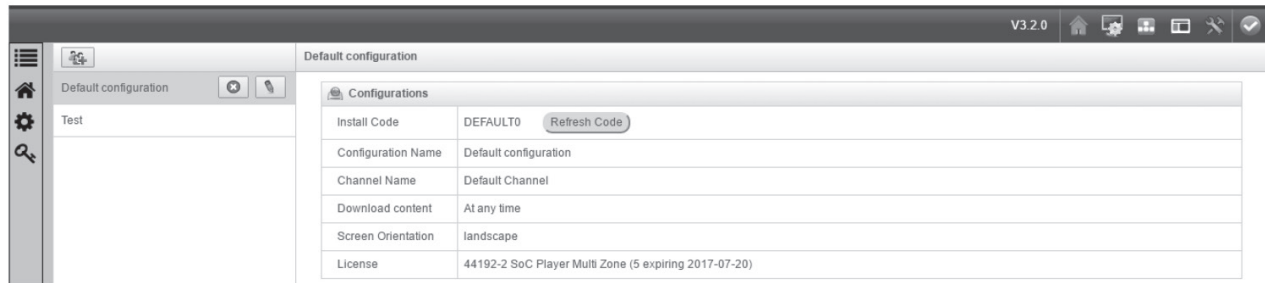 V3.2.0
Default configuration
Default configuration
Test
Configurations
Install Code DEFAULT0 Refresh Code
Configuration Name Default configuration
Channel Name Default Channel
Download content At any time
Screen Orientation landscape
License 44192-2 SoC Player Multi Zone (5 expiring 2017-07-20)